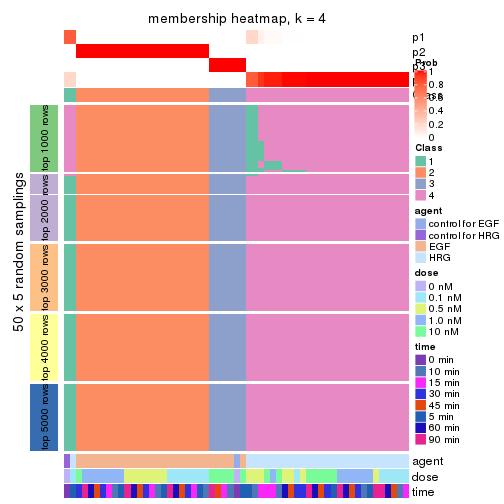 membership heatmap, k = 4
p1
p2
p3
Prob
1
0.8
0.6
0.4
0.2
0
Class
1
2
3
4
agent
control for EGF
control for HRG
EGF
HRG
dose
0 nM
0.1 nM
0.5 nM
1.0 nM
10 nM
time
0 min
10 min
15 min
30 min
45 min
5 min
60 min
90 min
50 x 5 random samplings
top 1000 rows
top 2000 rows
top 3000 rows
top 4000 rows
top 5000 rows
agent
dose
time